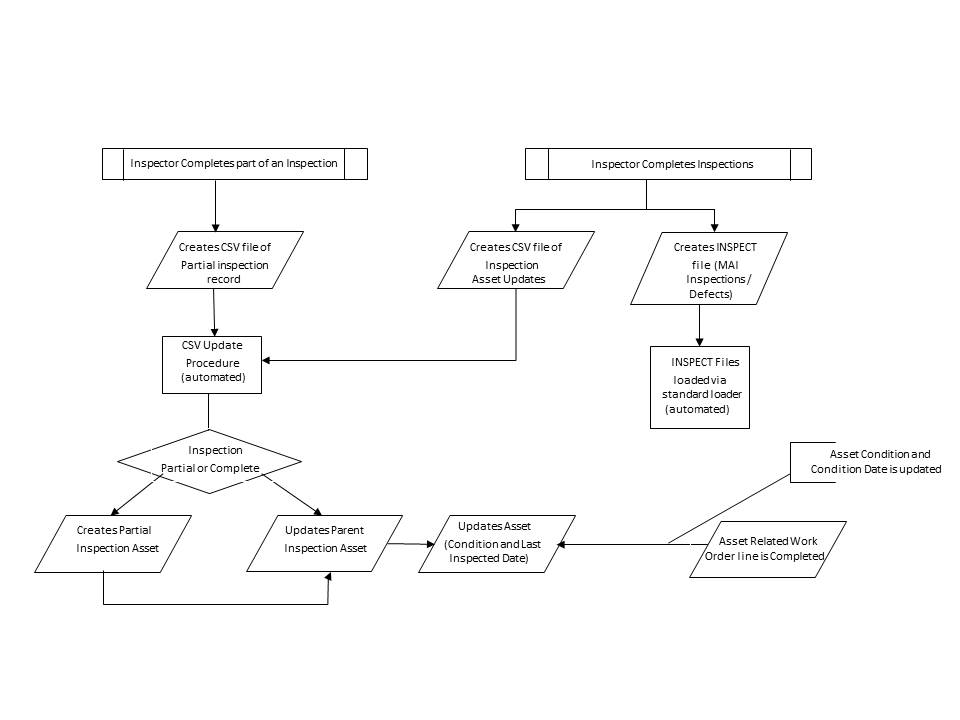 Inspector Completes part of an Inspection
Inspector Completes Inspections
Creates CSV file of
Partial inspection
record
Creates CSV file of
Inspection
Asset Updates
Creates INSPECT
file (MAI
Inspections /
Defects)
CSV Update
Procedure
(automated)
INSPECT Files
loaded via
standard loader
(automated)
Inspection
Partial or Complete
Asset Condition and
Condition Date is updated
Creates Partial
Inspection Asset
Updates Parent
Inspection Asset
Updates Asset
(Condition and Last
Inspected Date)
Asset Related Work
Order line is Completed